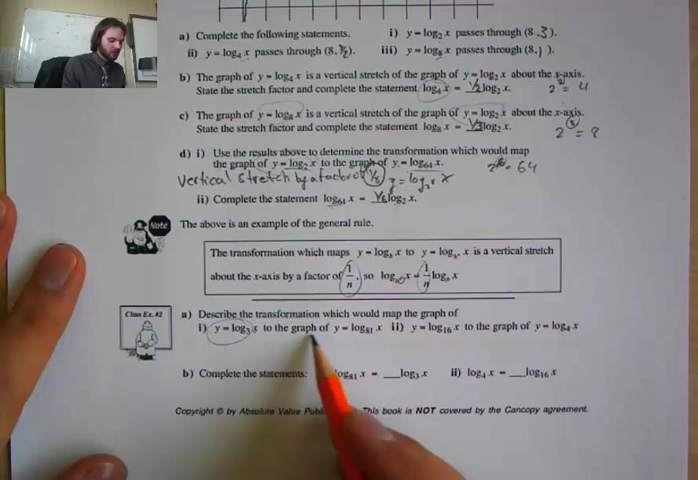 a) Complete the following statements. i) y = log₂ x passes through (8, 3).
ii) y = log₄ x passes through (8, 3/2). iii) y = log₈ x passes through (8, 1 ).
b) The graph of y = log₄ x is a vertical stretch of the graph of y = log₂ x about the x-axis.
State the stretch factor and complete the statement log₄ x = 1/2 log₂ x. 2² = 4
c) The graph of y = log₈ x is a vertical stretch of the graph of y = log₂ x about the x-axis.
State the stretch factor and complete the statement log₈ x = 1/3 log₂ x. 2³ = 8
d) i) Use the results above to determine the transformation which would map
the graph of y = log₂ x to the graph of y = log₆₄ x. 2⁶ = 64
Vertical stretch by a factor of 1/6 y = log x
ii) Complete the statement log₆₄ x = 1/6 log₂ x.
Note The above is an example of the general rule.
The transformation which maps y = log x to y = log x is a vertical stretch
about the x-axis by a factor of 1/n, so log x = 1/n log x
Class Ex. #2 a) Describe the transformation which would map the graph of
i) y = log₃ x to the graph of y = log₈₁ x ii) y = log₁₆ x to the graph of y = log₄ x
b) Complete the statements: log₈₁ x = __log₃ x ii) log₄ x = __log₁₆ x
Copyright © by Absolute Value This book is NOT covered by the Cancopy agreement.